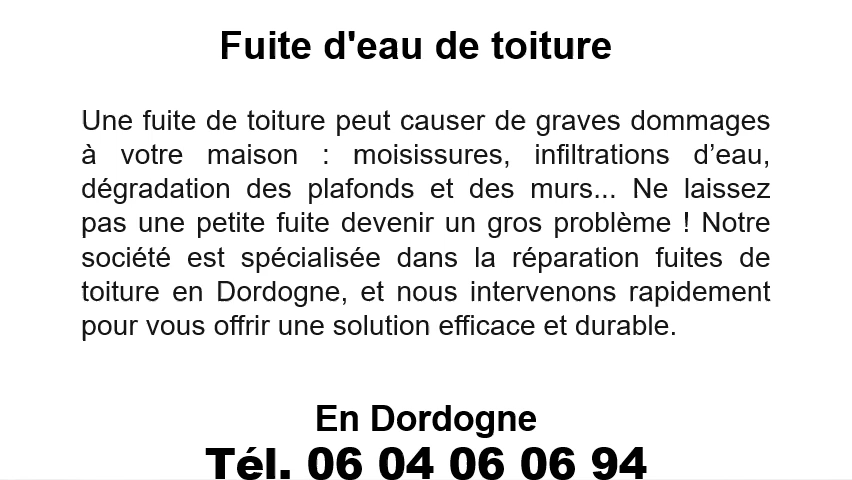 Fuite d'eau de toiture
Une fuite de toiture peut causer de graves dommages
à votre maison : moisissures, infiltrations d’eau,
dégradation des plafonds et des murs... Ne laissez
pas une petite fuite devenir un gros problème ! Notre
société est spécialisée dans la réparation fuites de
toiture en Dordogne, et nous intervenons rapidement
pour vous offrir une solution efficace et durable.
En Dordogne
Tél. 06 04 06 06 94